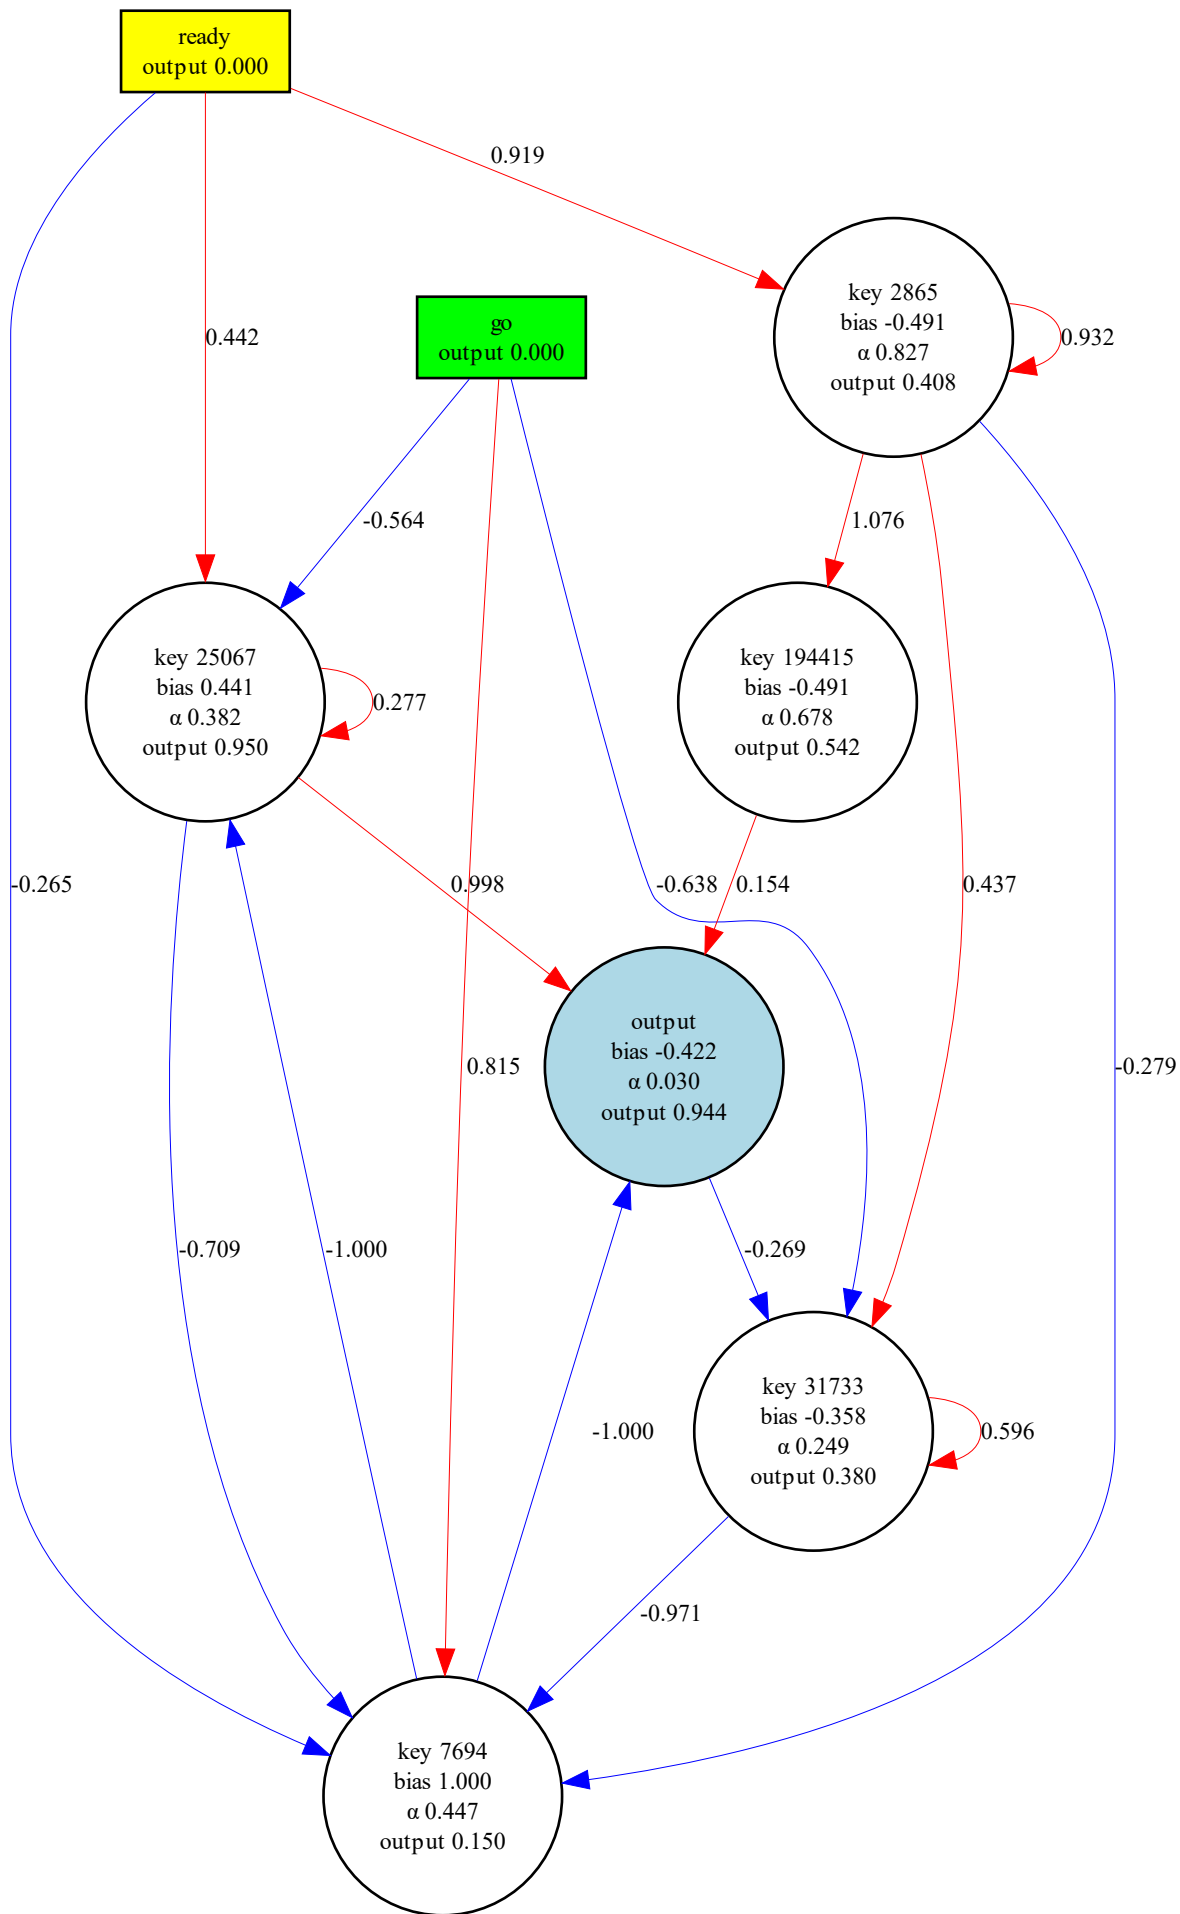 ready
output 0.000
0.919
key 2865
bias -0.491
α 0.827
output 0.408
0.932
0.442
go
output 0.000
-0.564
1.076
key 25067
bias 0.441
α 0.382
output 0.950
0.277
key 194415
bias -0.491
α 0.678
output 0.542
-0.265
0.998
-0.638
0.154
0.437
output
bias -0.422
α 0.030
output 0.944
0.815
-0.279
-0.709
-1.000
-0.269
-1.000
key 31733
bias -0.358
α 0.249
output 0.380
0.596
-0.971
key 7694
bias 1.000
α 0.447
output 0.150